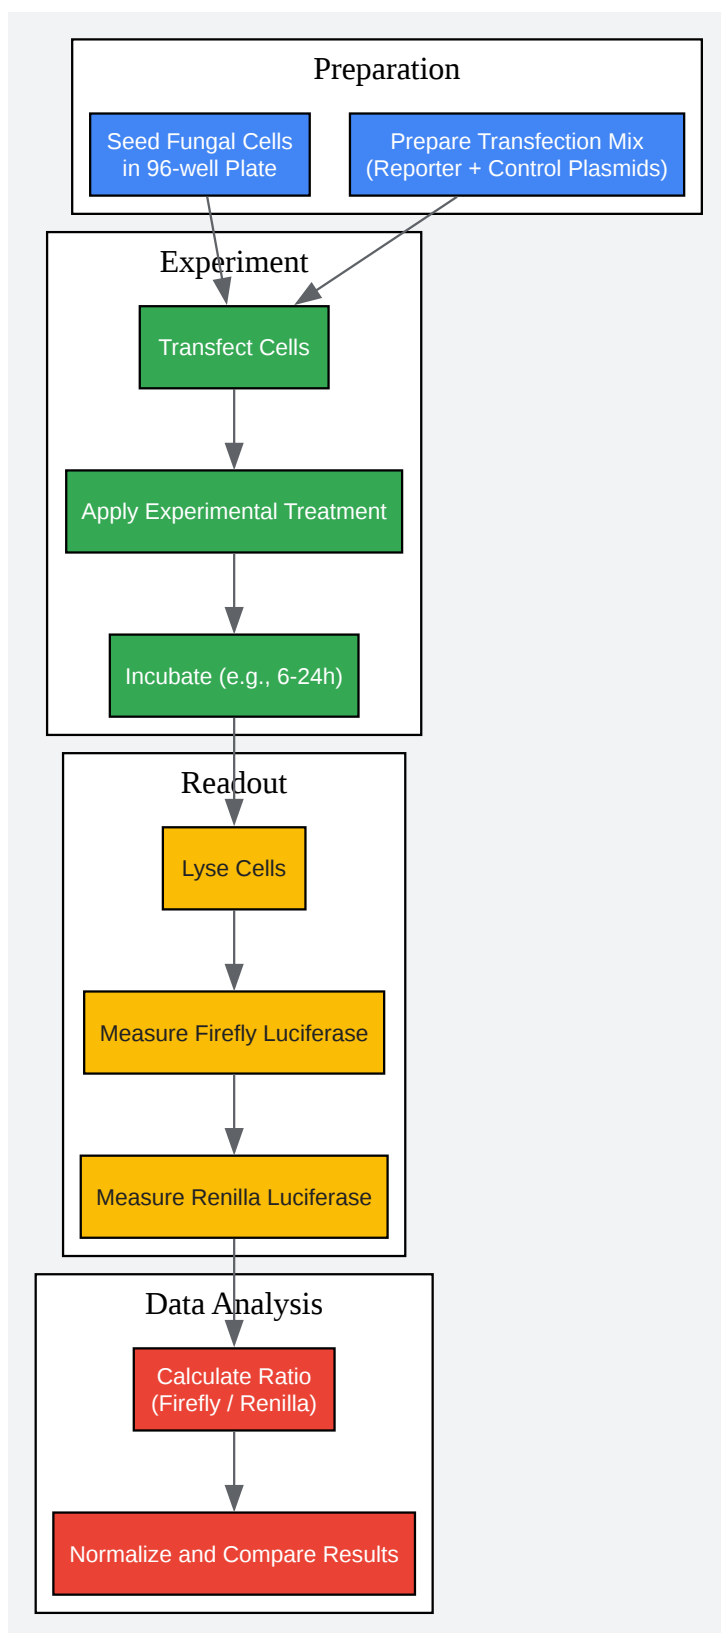 Preparation
Seed Fungal Cells
in 96-well Plate
Prepare Transfection Mix
(Reporter + Control Plasmids)
Experiment
Transfect Cells
Apply Experimental Treatment
Incubate (e.g., 6-24h)
Readout
Lyse Cells
Measure Firefly Luciferase
Measure Renilla Luciferase
Data Analysis
Calculate Ratio
(Firefly / Renilla)
Normalize and Compare Results